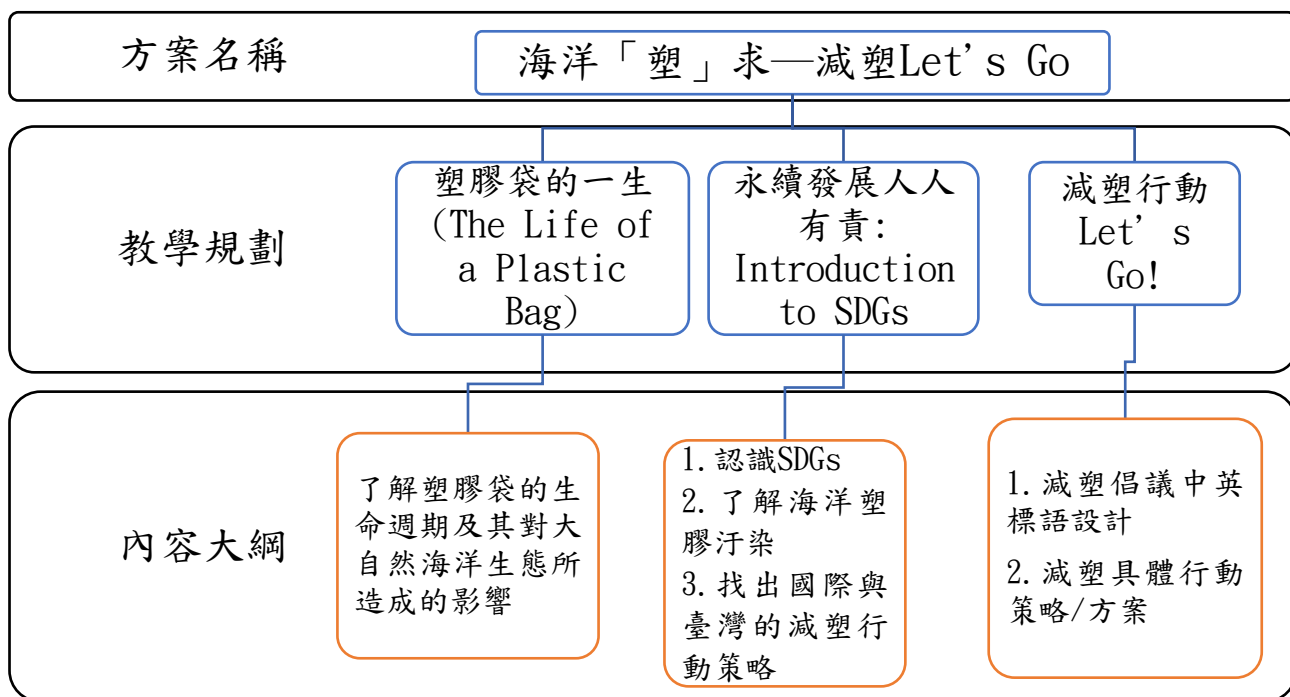 方案名稱
海洋「塑」求—減塑Let's Go
教學規劃
塑膠袋的一生
(The Life of
a Plastic
Bag)
永續發展人人
有責:
Introduction
to SDGs
減塑行動
Let's
Go!
內容大綱
了解塑膠袋的生
命週期及其對大
自然海洋生態所
造成的影響
1. 認識SDGs
2. 了解海洋塑
膠汙染
3. 找出國際與
臺灣的減塑行
動策略
1. 減塑倡議中英
標語設計
2. 減塑具體行動
策略/方案